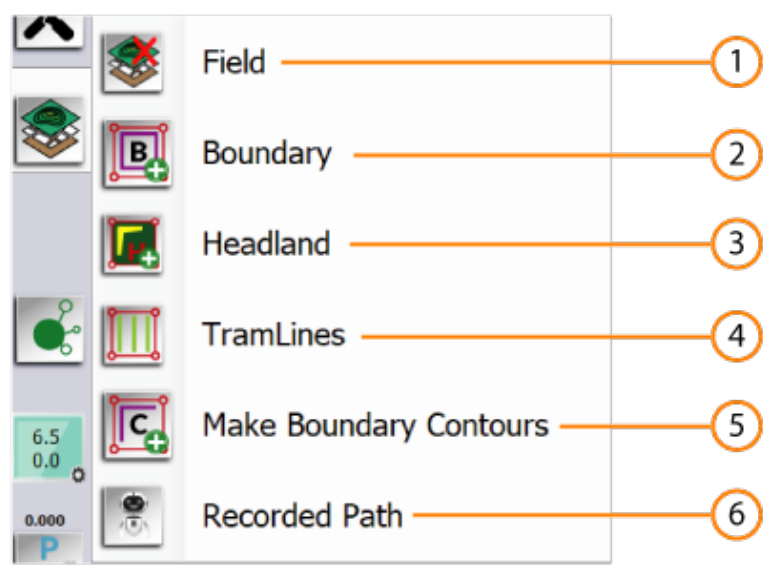 Field 1
B Boundary 2
H Headland 3
TramLines 4
C Make Boundary Contours 5
6.5
0.0
Recorded Path 6
0.000
P